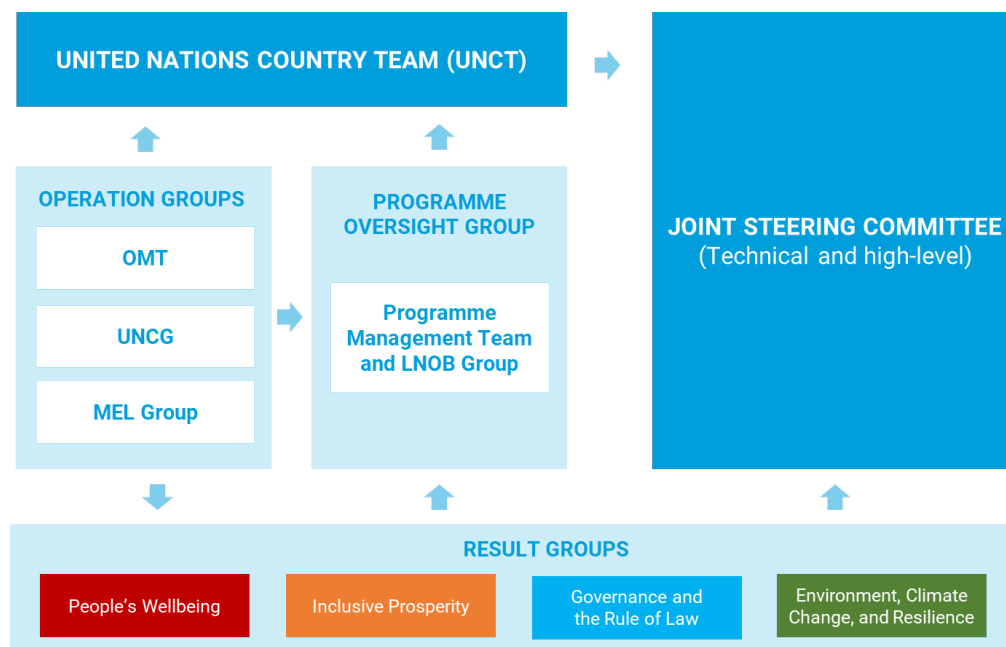 UNITED NATIONS COUNTRY TEAM (UNCT)
JOINT STEERING COMMITTEE
(Technical and high-level)
OPERATION GROUPS
OMT
UNCG
MEL Group
PROGRAMME
OVERSIGHT GROUP
Programme
Management Team
and LNOB Group
RESULT GROUPS
People’s Wellbeing
Inclusive Prosperity
Governance and
the Rule of Law
Environment, Climate
Change, and Resilience